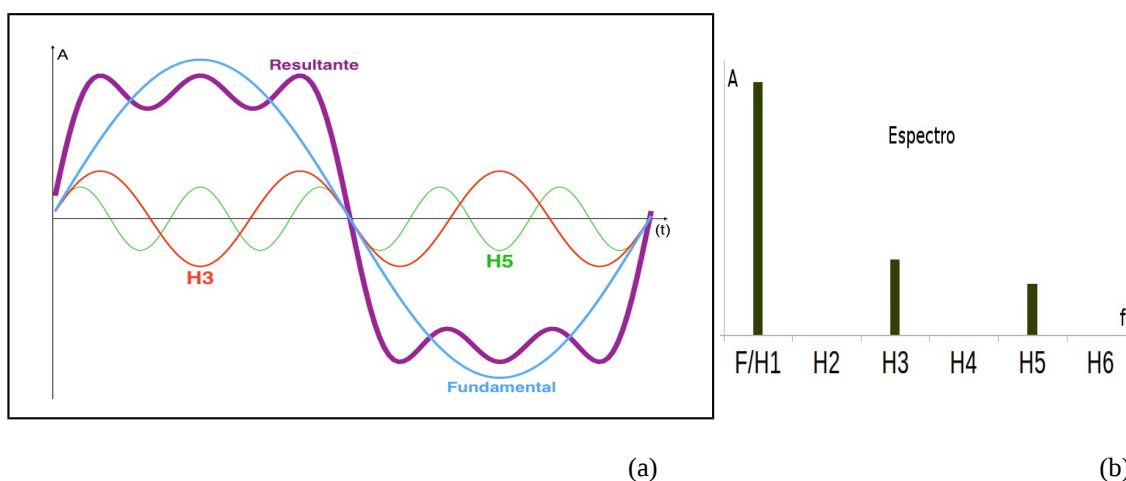 A
Resultante
(t)
H3
H5
Fundamental
A
Espectro
f
F/H1 H2 H3 H4 H5 H6
(a)
(b)